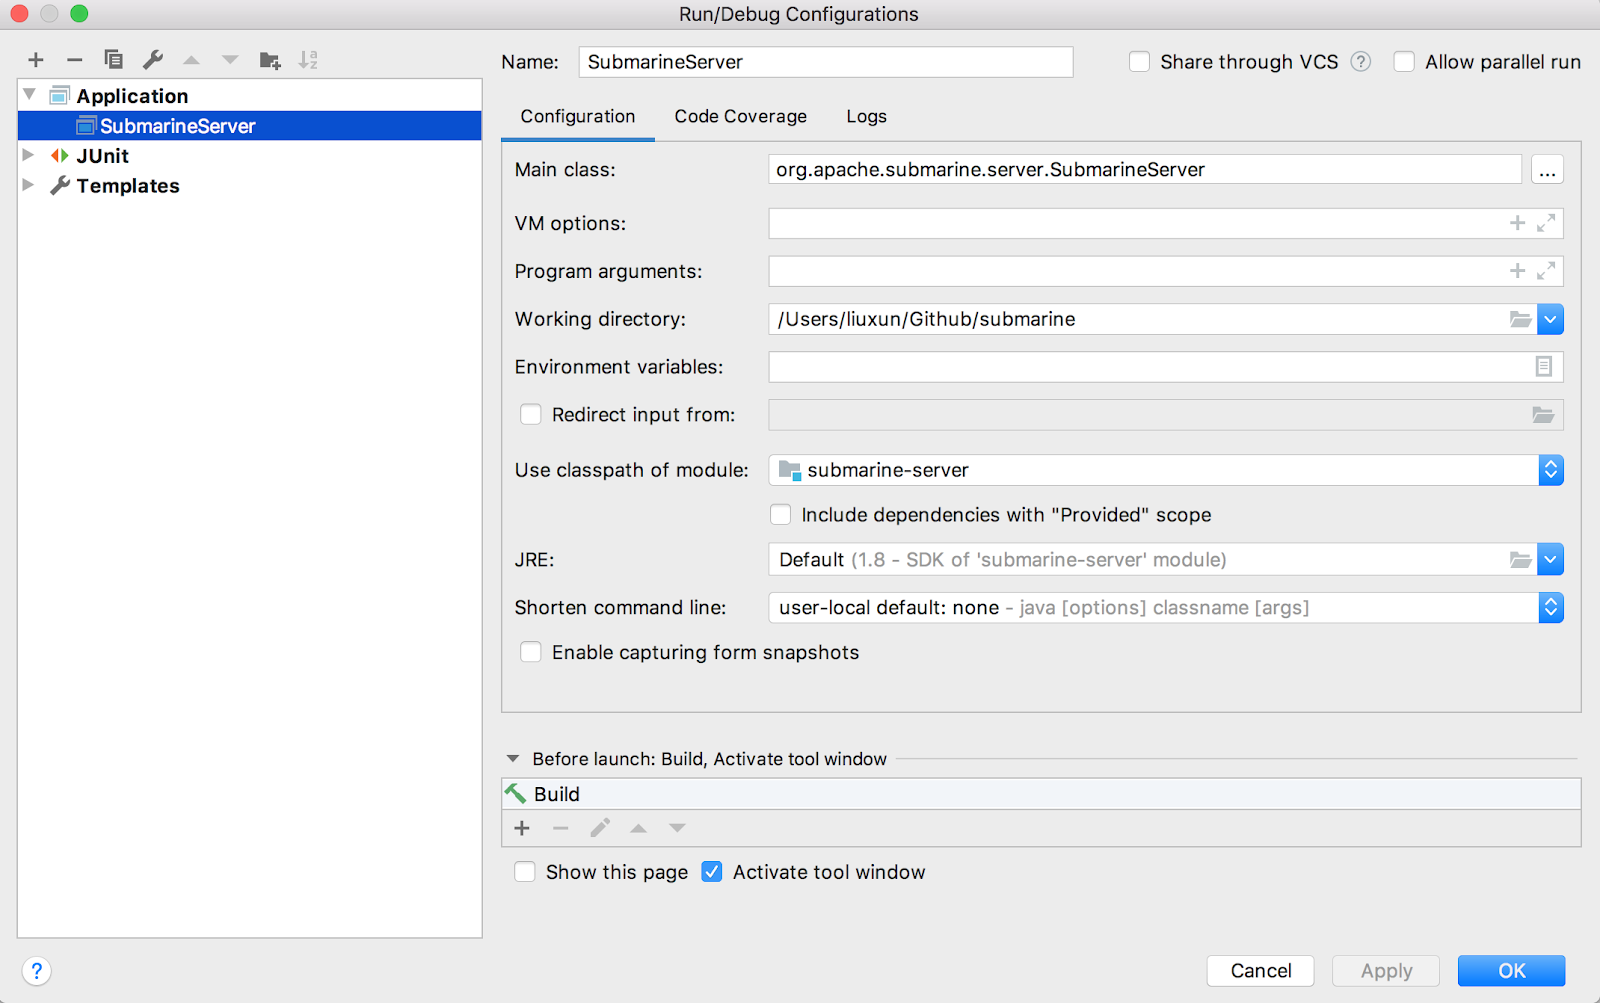 Run/Debug Configurations
Name: SubmarineServer Share through VCS ? Allow parallel run
Application
SubmarineServer
JUnit
Templates
Configuration Code Coverage Logs
Main class: org.apache.submarine.server.SubmarineServer ...
VM options:
Program arguments:
Working directory: /Users/liuxun/Github/submarine
Environment variables:
Redirect input from:
Use classpath of module: submarine-server
Include dependencies with "Provided" scope
JRE: Default (1.8 - SDK of 'submarine-server' module)
Shorten command line: user-local default: none - java [options] classname [args]
Enable capturing form snapshots
Before launch: Build, Activate tool window
Build
Show this page Activate tool window
? Cancel Apply OK